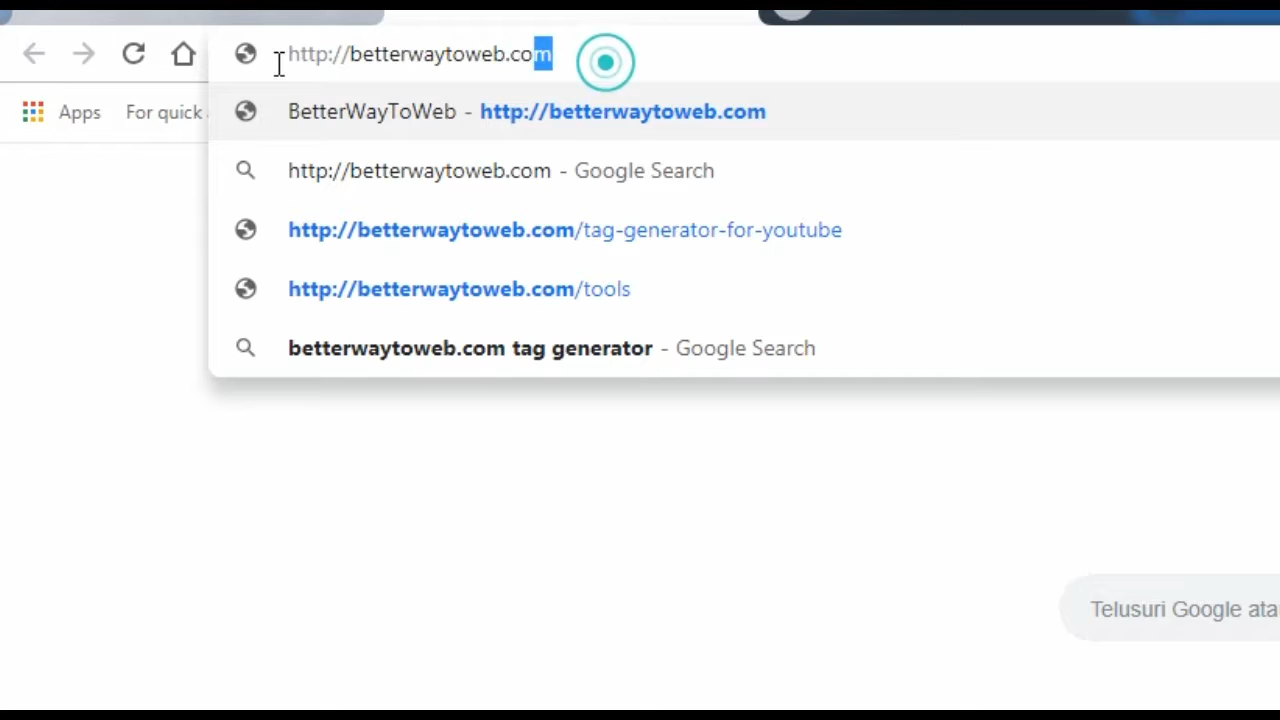 http://betterwaytoweb.com
Apps For quick
BetterWayToWeb - http://betterwaytoweb.com
http://betterwaytoweb.com - Google Search
http://betterwaytoweb.com/tag-generator-for-youtube
http://betterwaytoweb.com/tools
betterwaytoweb.com tag generator - Google Search
Telusuri Google ata